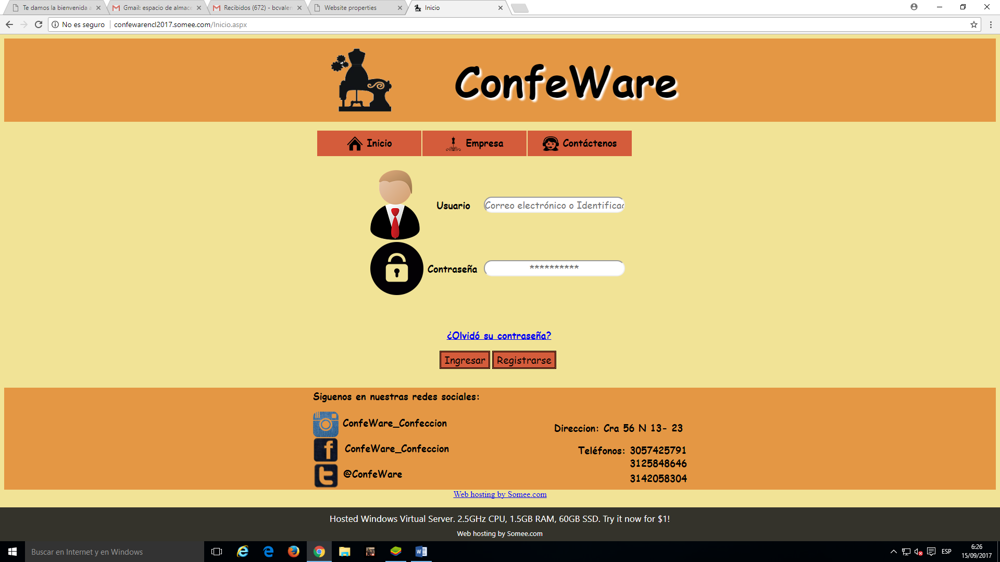 Te damos la bienvenida a
Gmail: espacio de almace
Recibidos (672) - bcvaler
Website properties
Inicio
No es seguro
confewarencl2017.somee.com/Inicio.aspx
ConfeWare
Inicio
Empresa
Contáctenos
Usuario
Correo electrónico o Identificac
Contraseña
**********
¿Olvidó su contraseña?
Ingresar
Registrarse
Siguenos en nuestras redes sociales:
ConfeWare_Confeccion
Direccion: Cra 56 N 13- 23
ConfeWare_Confeccion
Teléfonos: 3057425791
3125848646
@ConfeWare
3142058304
Web hosting by Somee.com
Hosted Windows Virtual Server. 2.5GHz CPU, 1.5GB RAM, 60GB SSD. Try it now for $1!
Web hosting by Somee.com
Buscar en Internet y en Windows
ESP
6:26
15/09/2017